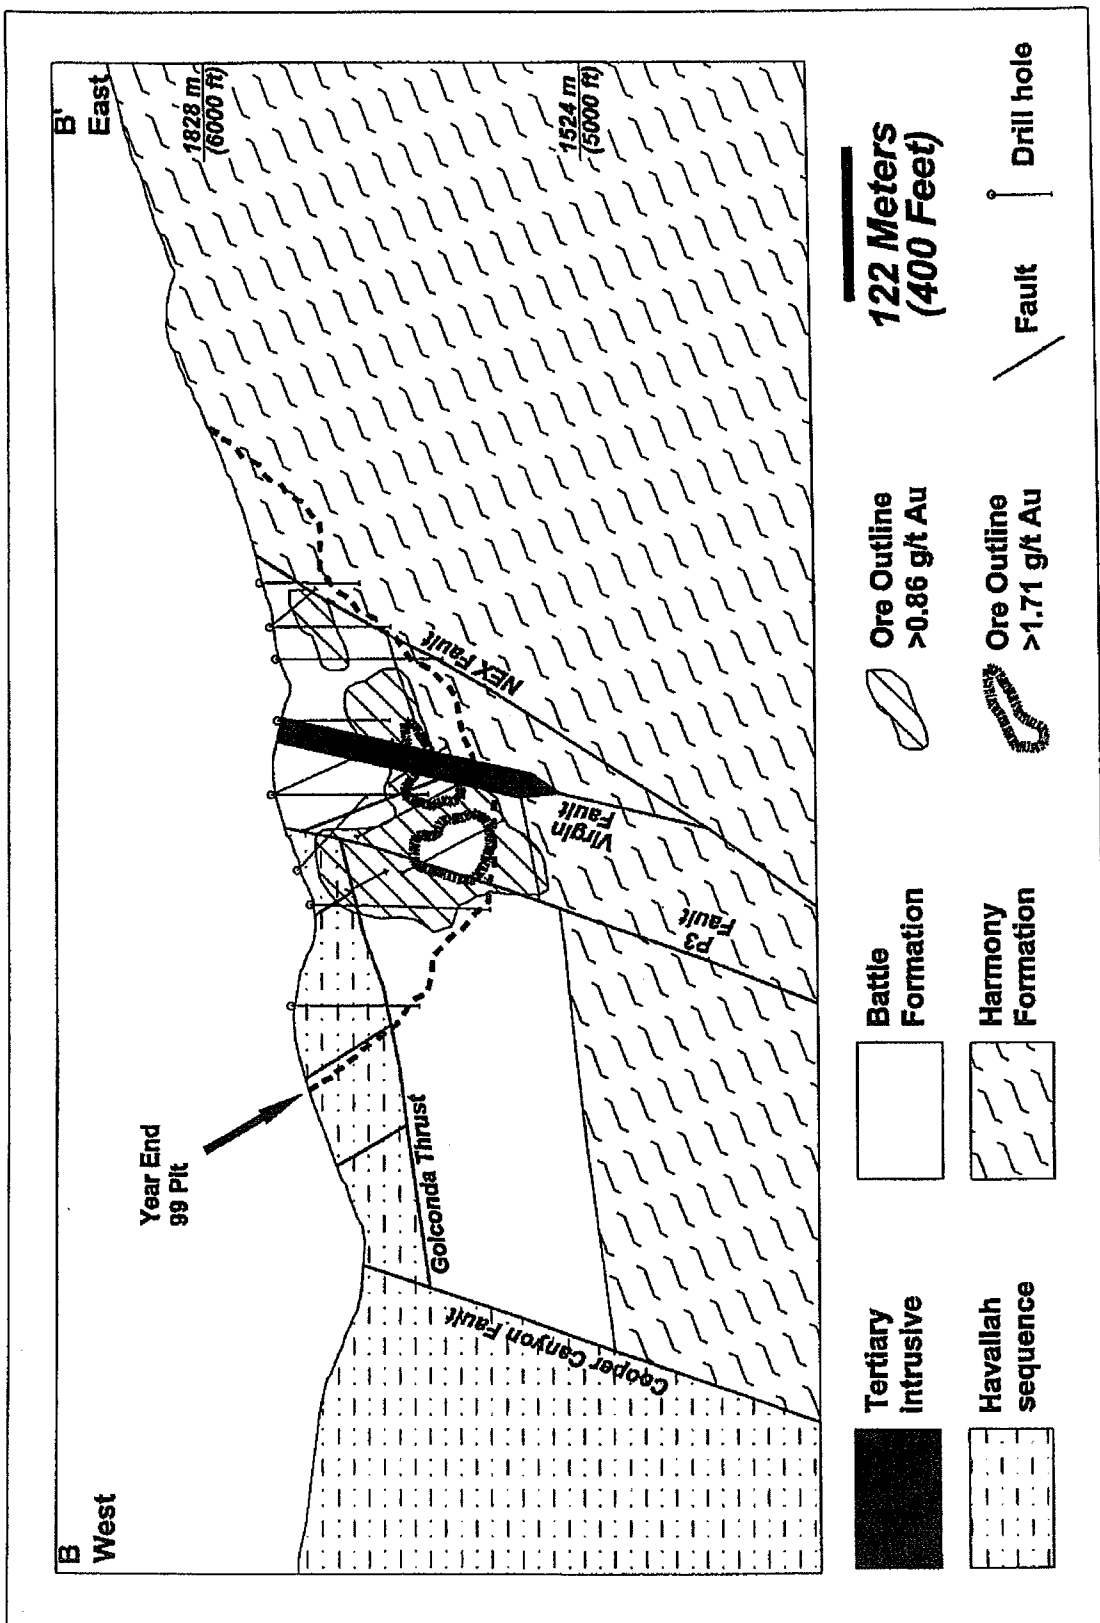 B
West
B'
East
1828 m
(6000 ft)
1524 m
(5000 ft)
Year End
99 Pit
Golconda Thrust
Copper Canyon Fault
P3
Fault
Virgin
Fault
NEX Fault
122 Meters
(400 Feet)
Tertiary
intrusive
Battle
Formation
Ore Outline
>0.86 g/t Au
Havallah
sequence
Harmony
Formation
Ore Outline
>1.71 g/t Au
Fault
Drill hole